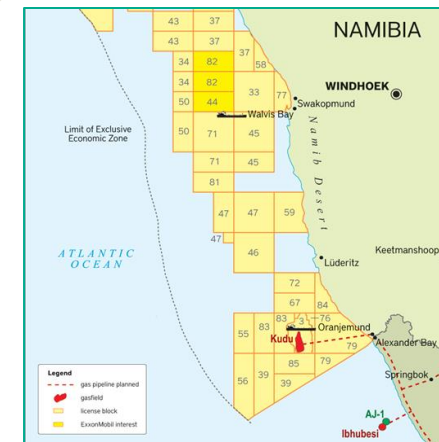 43
37
NAMIBIA
43
37
37
34
82
58
34
82
33
77
WINDHOEK
50
44
Swakopmund
Walvis Bay
Limit of Exclusive
Economic Zone
50
71
45
Namib Desert
71
45
81
47
47
59
47
46
Keetmanshoop
ATLANTIC
OCEAN
Lüderitz
72
67
84
83
3
76
55
83
Oranjemund
Kudu
79
Alexander Bay
85
79
56
39
39
Springbok
Legend
gas pipeline planned
gasfield
license block
ExxonMobil interest
AJ-1
Ibhubesi